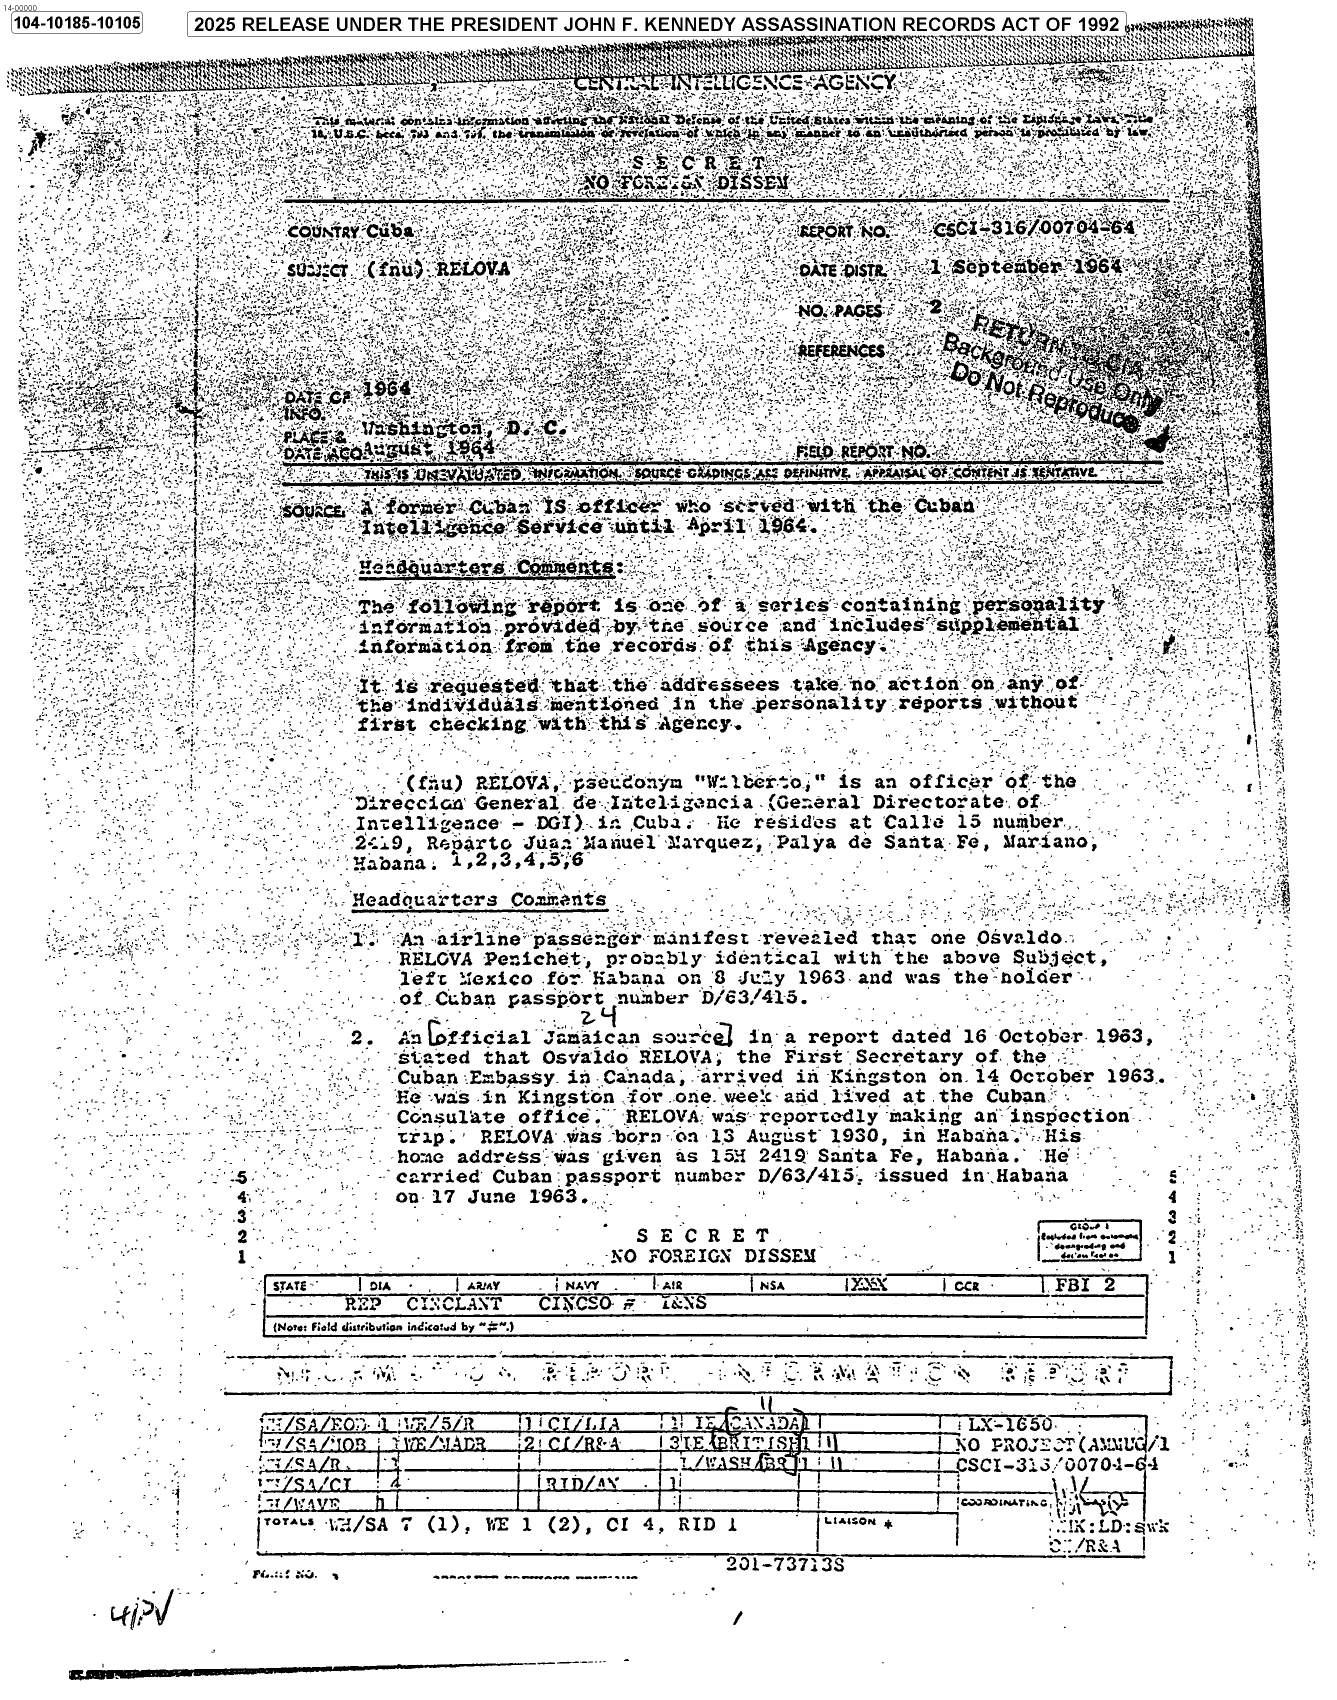 14-00000
104-10185-10105
2025 RELEASE UNDER THE PRESIDENT JOHN F. KENNEDY ASSASSINATION RECORDS ACT OF 1992
CENTRAL INTELLIGENCE AGENCY
This material contains information affecting the National Defense of the United States within the meaning of the Espionage Laws, Title
18, U.S.C. Secs. 793 and 794, the transmission or revelation of which in any manner to an unauthorized person is prohibited by law.
S E C R E T
NO FOREIGN DISSEM
COUNTRY Cuba
REPORT NO. CSCI-316/00704-64
SUBJECT (fnu) RELOVA
DATE DISTR. 1 September 1964
NO. PAGES 2
REFERENCES
RETURN TO CIA
Background Use Only
Do Not Reproduce
DATE OF INFO. 1964
PLACE & DATE ACQ. Washington, D. C.
August 1964
FIELD REPORT NO.
THIS IS UNEVALUATED INFORMATION. SOURCE GRADINGS ARE DEFINITIVE. APPRAISAL OF CONTENT IS TENTATIVE.
SOURCE: A former Cuban IS officer who served with the Cuban
Intelligence Service until April 1964.
Headquarters Comments:
The following report is one of a series containing personality
information provided by the source and includes supplemental
information from the records of this Agency.
It is requested that the addressees take no action on any of
the individuals mentioned in the personality reports without
first checking with this Agency.
(fnu) RELOVA, pseudonym "Wilberto," is an officer of the
Direccion General de Inteligencia (General Directorate of
Intelligence - DGI) in Cuba. He resides at Calle 15 number
2419, Reparto Juan Manuel Marquez, Palya de Santa Fe, Mariano,
Habana. 1,2,3,4,5,6
Headquarters Comments
1. An airline passenger manifest revealed that one Osvaldo
RELOVA Penichet, probably identical with the above Subject,
left Mexico for Habana on 8 July 1963 and was the holder
of Cuban passport number D/63/415.
24
2. An [official Jamaican source] in a report dated 16 October 1963,
stated that Osvaldo RELOVA, the First Secretary of the
Cuban Embassy in Canada, arrived in Kingston on 14 October 1963.
He was in Kingston for one week and lived at the Cuban
Consulate office. RELOVA was reportedly making an inspection
trip. RELOVA was born on 13 August 1930, in Habana. His
home address was given as 15H 2419 Santa Fe, Habana. He
carried Cuban passport number D/63/415, issued in Habana
on 17 June 1963.
5 5
4 4
3 3
2 2
1 1
S E C R E T
NO FOREIGN DISSEM
GROUP 1
Excluded from automatic
downgrading and
declassification
STATE DIA ARMY NAVY AIR NSA XXX OCR FBI 2
REP CINCLANT CINCSO # I&NS
(Note: Field distribution indicated by "#".)
INFORMATION REPORT INFORMATION REPORT
11
WH/SA/EOB 1 WE/5/R 1 CI/LIA 1 IE/[CANADA] 1 LX-1650
WH/SA/MOB 1 WE/MADR 2 CI/R&A 3 IE/[BRITISH] 1 11 NO PROJECT (AMMUG/1
WH/SA/R 1 L/WASH/[BR] 1 11 CSCI-316/00704-64
WH/SA/CI 4 RID/AN 1
WH/WAVE 1
COORDINATING
TOTALS WH/SA 7 (1), WE 1 (2), CI 4, RID 1
LIAISON *
:LD:swk
/R&A
201-737138
4/PV
1